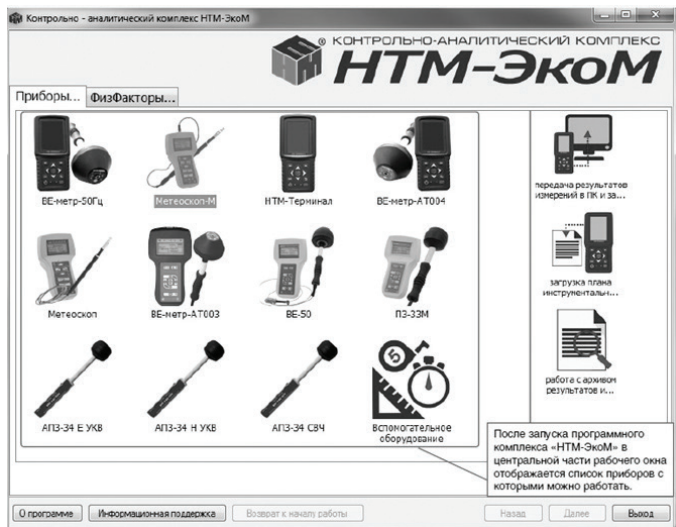 Контрольно - аналитический комплекс НТМ-ЭкоМ
® КОНТРОЛЬНО-АНАЛИТИЧЕСКИЙ КОМПЛЕКС
НТМ-ЭкоМ
Приборы... ФизФакторы...
ВЕ-метр-50Гц Метеоскоп-М НТМ-Терминал ВЕ-метр-АТ004
Метеоскоп ВЕ-метр-АТ003 ВЕ-50 П3-33М
АПЗ-34 Е УКВ АПЗ-34 Н УКВ АПЗ-34 СВЧ Вспомогательное
оборудование
передача результатов
измерений в ПК и за...
загрузка плана
инструментальн...
работа с архивом
результатов и...
После запуска программного
комплекса «НТМ-ЭкоМ» в
центральной части рабочего окна
отображается список приборов с
которыми можно работать.
О программе Информационная поддержка Возврат к началу работы Назад Далее Выход